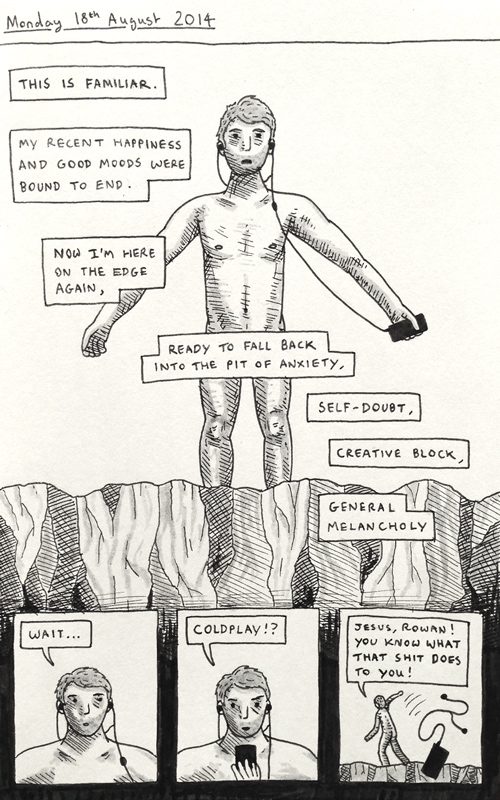 Monday 18th August 2014
THIS IS FAMILIAR.
MY RECENT HAPPINESS
AND GOOD MOODS WERE
BOUND TO END.
NOW I'M HERE
ON THE EDGE
AGAIN,
READY TO FALL BACK
INTO THE PIT OF ANXIETY,
SELF-DOUBT,
CREATIVE BLOCK,
GENERAL
MELANCHOLY
WAIT...
COLDPLAY!?
JESUS, ROWAN!
YOU KNOW WHAT
THAT SHIT DOES
TO YOU!